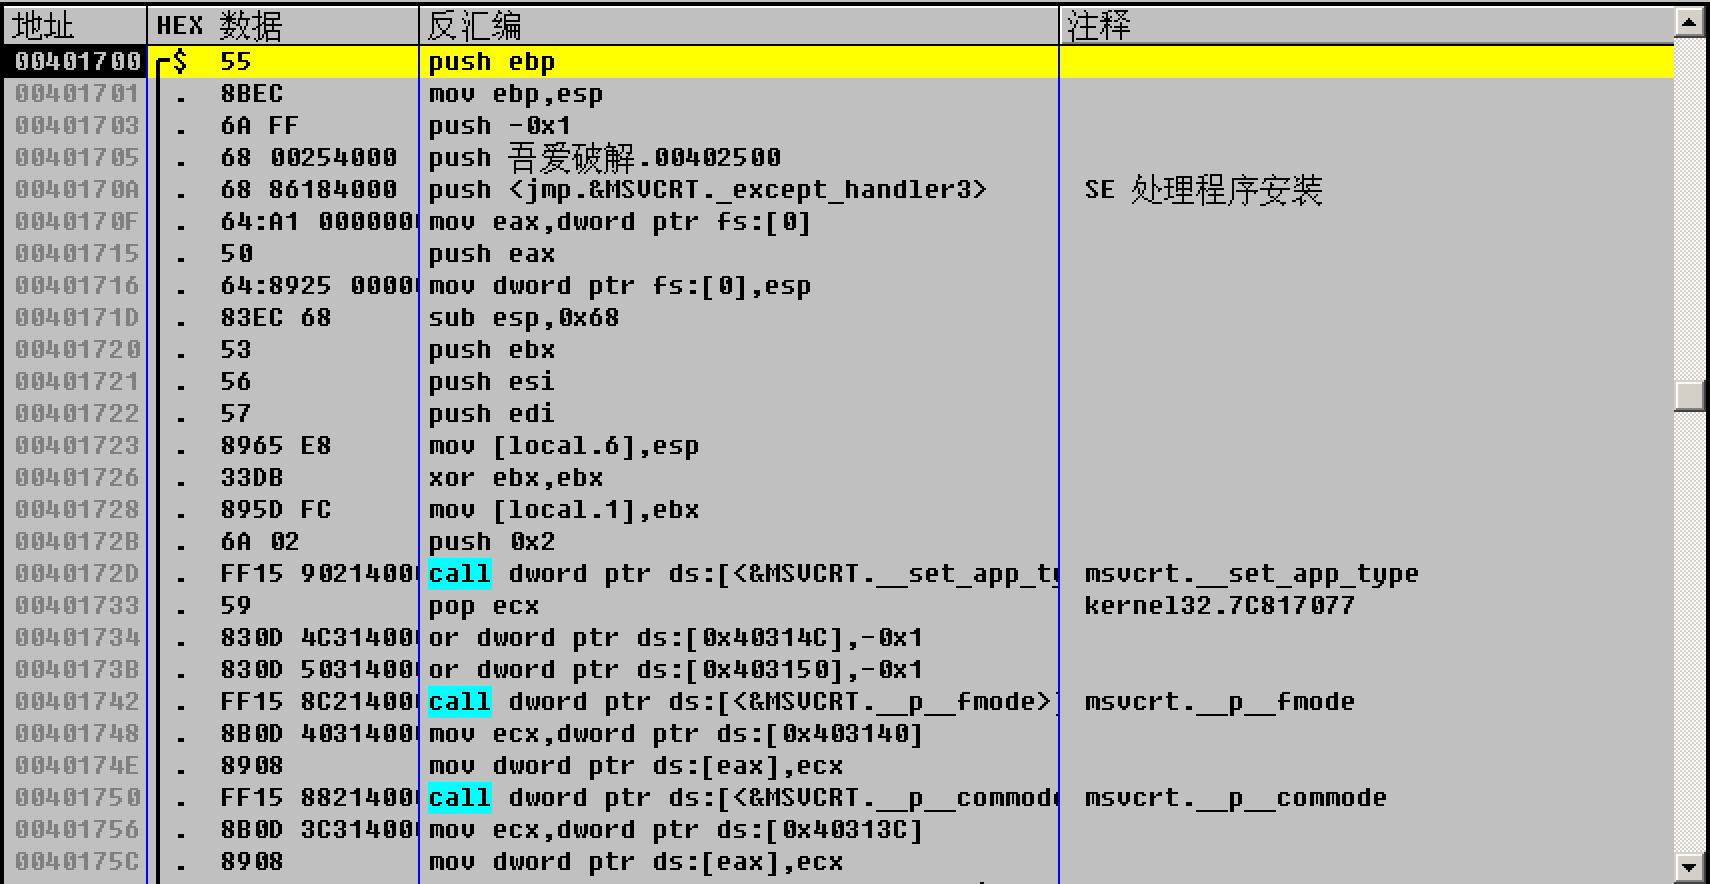 地址 HEX 数据 反汇编 注释
00401700 $ 55 push ebp
00401701 . 8BEC mov ebp,esp
00401703 . 6A FF push -0x1
00401705 . 68 00254000 push 吾爱破解.00402500
0040170A . 68 86184000 push <jmp.&MSVCRT._except_handler3> SE 处理程序安装
0040170F . 64:A1 0000000 mov eax,dword ptr fs:[0]
00401715 . 50 push eax
00401716 . 64:8925 0000 mov dword ptr fs:[0],esp
0040171D . 83EC 68 sub esp,0x68
00401720 . 53 push ebx
00401721 . 56 push esi
00401722 . 57 push edi
00401723 . 8965 E8 mov [local.6],esp
00401726 . 33DB xor ebx,ebx
00401728 . 895D FC mov [local.1],ebx
0040172B . 6A 02 push 0x2
0040172D . FF15 9021400 call dword ptr ds:[<&MSVCRT.__set_app_ty msvcrt.__set_app_type
00401733 . 59 pop ecx kernel32.7C817077
00401734 . 830D 4C31400 or dword ptr ds:[0x40314C],-0x1
0040173B . 830D 5031400 or dword ptr ds:[0x403150],-0x1
00401742 . FF15 8C21400 call dword ptr ds:[<&MSVCRT.__p__fmode>] msvcrt.__p__fmode
00401748 . 8B0D 4031400 mov ecx,dword ptr ds:[0x403140]
0040174E . 8908 mov dword ptr ds:[eax],ecx
00401750 . FF15 8821400 call dword ptr ds:[<&MSVCRT.__p__commode msvcrt.__p__commode
00401756 . 8B0D 3C31400 mov ecx,dword ptr ds:[0x40313C]
0040175C . 8908 mov dword ptr ds:[eax],ecx